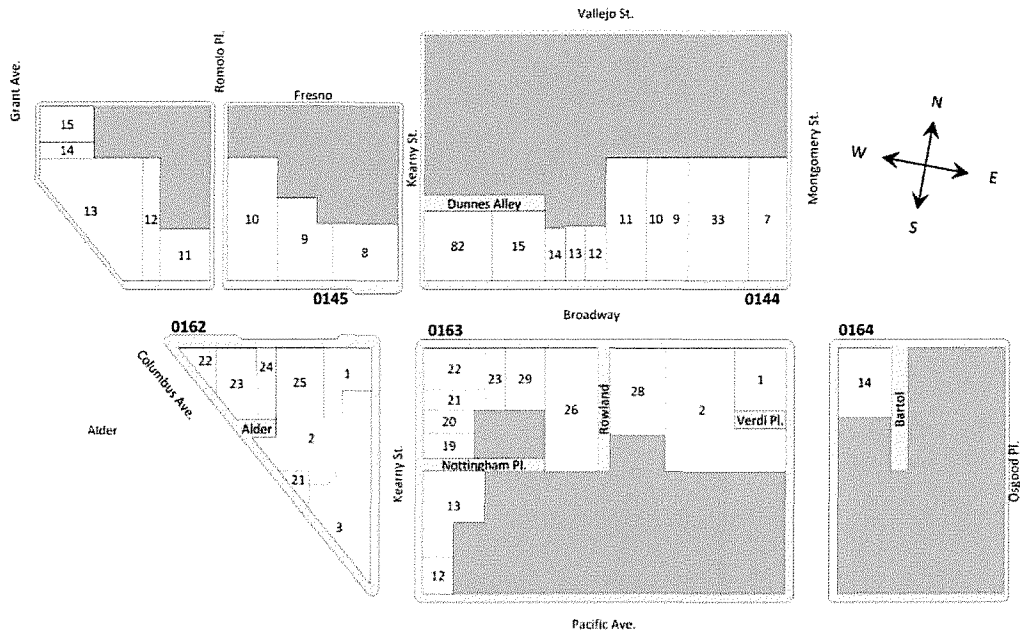 Vallejo St.
Grant Ave.
Romolo Pl.
Fresno
Kearny St.
Montgomery St.
N
W
E
S
15
14
13
12
11
10
9
8
Dunnes Alley
82
15
14
13
12
11
10
9
33
7
0145
0144
Broadway
0162
0163
0164
Columbus Ave.
22
23
24
25
1
Alder
Alder
2
21
3
Kearny St.
22
23
29
21
20
19
26
Rowland
28
2
1
Verdi Pl.
Nottingham Pl.
13
12
14
Bartol
Osgood Pl.
Pacific Ave.